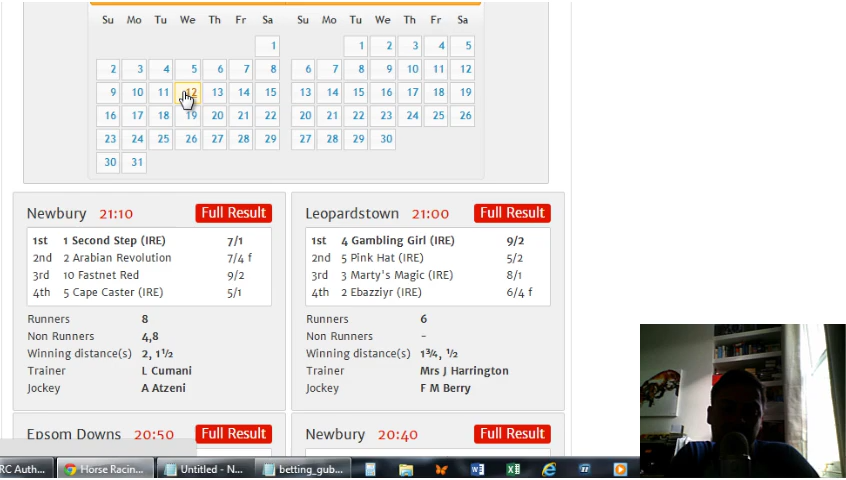 Su Mo Tu We Th Fr Sa Su Mo Tu We Th Fr Sa
1 1 2 3 4 5
2 3 4 5 6 7 8 6 7 8 9 10 11 12
9 10 11 12 13 14 15 13 14 15 16 17 18 19
16 17 18 19 20 21 22 20 21 22 23 24 25 26
23 24 25 26 27 28 29 27 28 29 30
30 31
Newbury 21:10 Full Result
1st 1 Second Step (IRE) 7/1
2nd 2 Arabian Revolution 7/4 f
3rd 10 Fastnet Red 9/2
4th 5 Cape Caster (IRE) 5/1
Runners 8
Non Runners 4,8
Winning distance(s) 2, 1½
Trainer L Cumani
Jockey A Atzeni
Leopardstown 21:00 Full Result
1st 4 Gambling Girl (IRE) 9/2
2nd 5 Pink Hat (IRE) 5/2
3rd 3 Marty's Magic (IRE) 8/1
4th 2 Ebazziyr (IRE) 6/4 f
Runners 6
Non Runners -
Winning distance(s) 1¾, ½
Trainer Mrs J Harrington
Jockey F M Berry
Epsom Downs 20:50 Full Result
Newbury 20:40 Full Result
RC Auth... Horse Racin... Untitled - N... betting_gub...